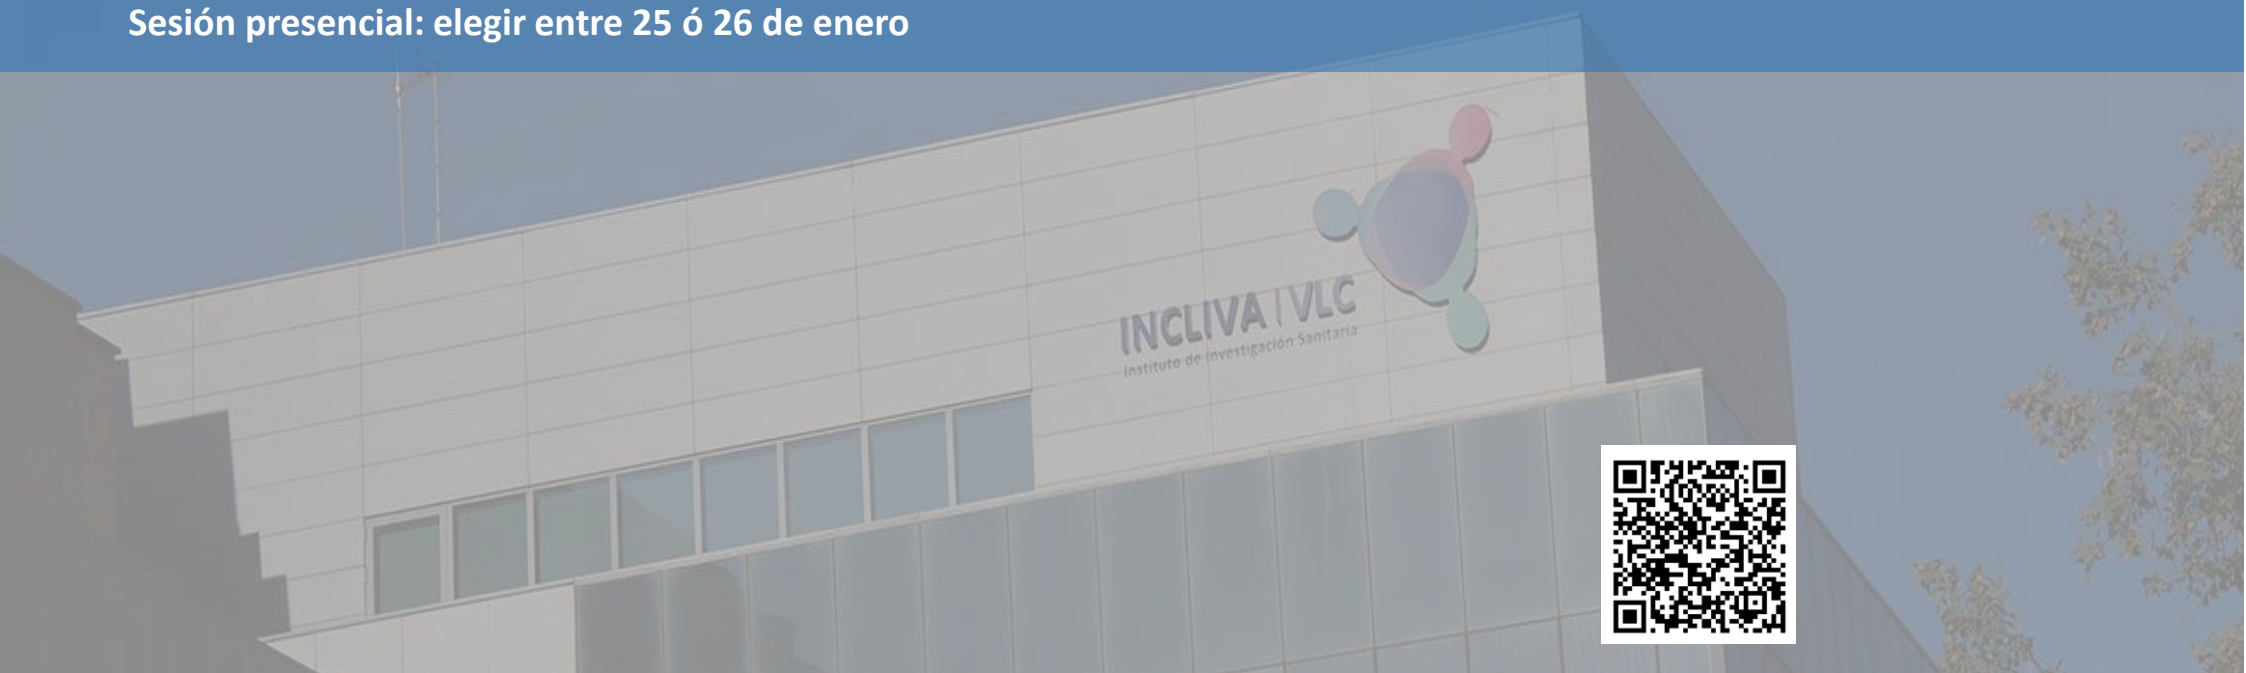 Sesión presencial: elegir entre 25 ó 26 de enero
INCLIVA | VLC
Instituto de Investigación Sanitaria